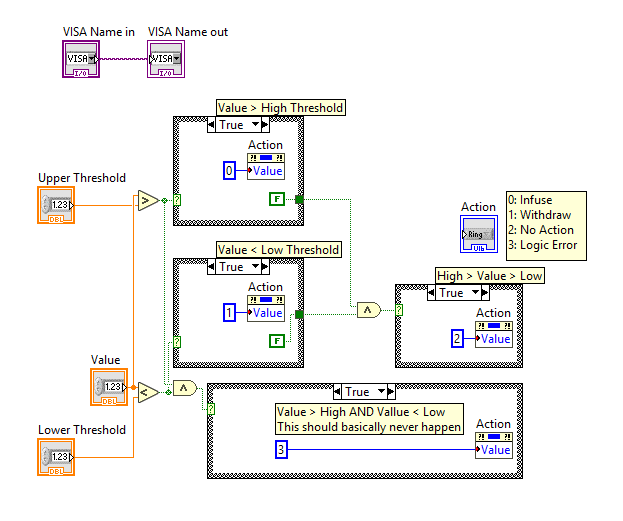 VISA Name in
VISA Name out
VISA
I/O
VISA
I/O
Value > High Threshold
True
Action
?! ?!
0
Value
F
Upper Threshold
1.23
DBL
>
?
Value < Low Threshold
True
Action
?! ?!
1
Value
F
?
Action
Ring
U16
0: Infuse
1: Withdraw
2: No Action
3: Logic Error
High > Value > Low
True
?
Action
?! ?!
2
Value
Λ
Value
1.23
DBL
<
Λ
Lower Threshold
1.23
DBL
True
?
Value > High AND Vallue < Low
This should basically never happen
Action
?! ?!
3
Value